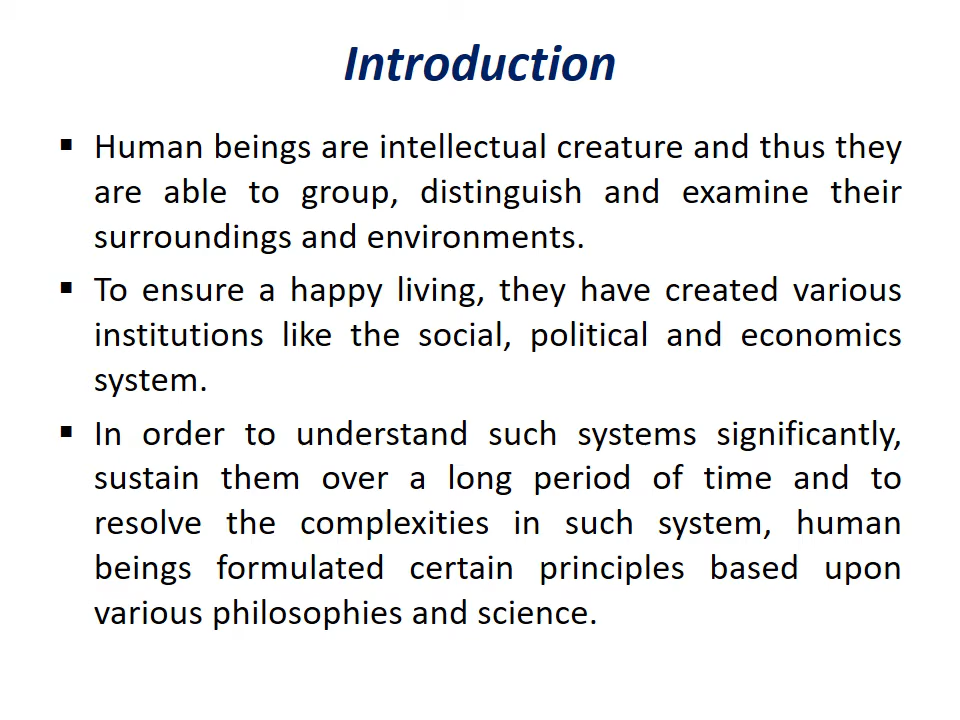 Introduction
▪ Human beings are intellectual creature and thus they
are able to group, distinguish and examine their
surroundings and environments.
▪ To ensure a happy living, they have created various
institutions like the social, political and economics
system.
▪ In order to understand such systems significantly,
sustain them over a long period of time and to
resolve the complexities in such system, human
beings formulated certain principles based upon
various philosophies and science.